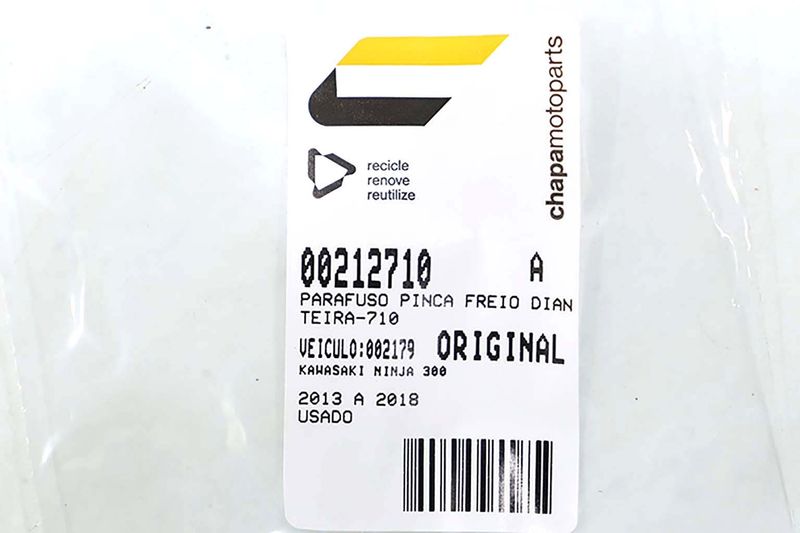 chapamotoparts
recicle
renove
reutilize
00212710 A
PARAFUSO PINCA FREIO DIAN
TEIRA-710
VEICULO:002179 ORIGINAL
KAWASAKI NINJA 300
2013 A 2018
USADO